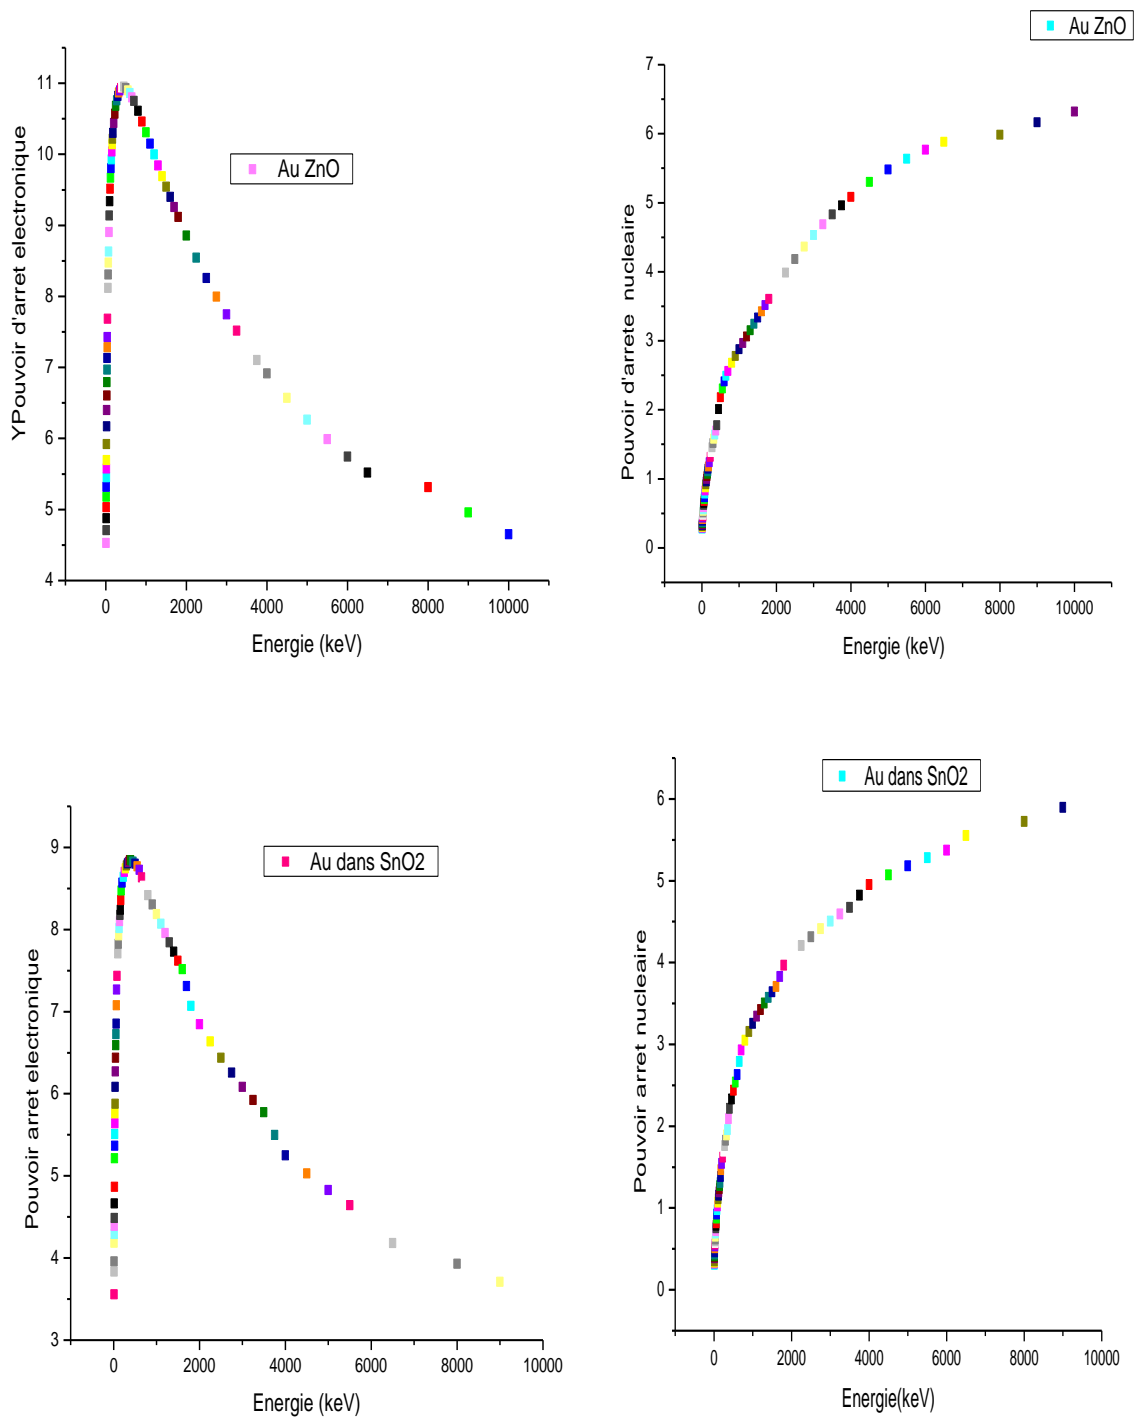 Au ZnO
YPouvoir d'arret electronique
11
10
9
8
7
6
5
4
Au ZnO
0 2000 4000 6000 8000 10000
Energie (keV)
Pouvoir d'arrete nucleaire
7
6
5
4
3
2
1
0
0 2000 4000 6000 8000 10000
Energie (keV)
Pouvoir arret electronique
9
8
7
6
5
4
3
Au dans SnO2
0 2000 4000 6000 8000 10000
Energie (keV)
Au dans SnO2
Pouvoir arret nucleaire
6
5
4
3
2
1
0
0 2000 4000 6000 8000 10000
Energie(keV)